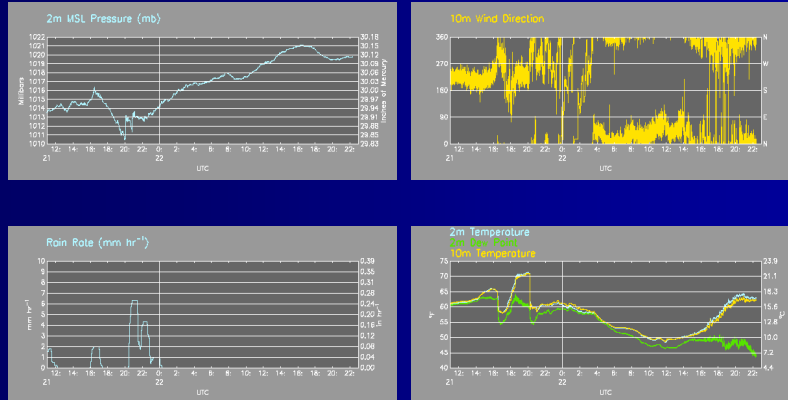 2m MSL Pressure (mb)
1022 30.18
1021 30.15
1020 30.12
1019 30.09
1018 30.06
1017 30.03
1016 30.00
1015 29.97
1014 29.94
1013 29.91
1012 29.88
1011 29.85
1010 29.83
Millibars
Inches of Mercury
12: 14: 16: 18: 20: 22: 0: 2: 4: 6: 8: 10: 12: 14: 16: 18: 20: 22:
21 22
UTC
10m Wind Direction
360 N
270 W
180 S
90 E
0 N
12: 14: 16: 18: 20: 22: 0: 2: 4: 6: 8: 10: 12: 14: 16: 18: 20: 22:
21 22
UTC
Rain Rate (mm hr⁻¹)
10 0.39
9 0.35
8 0.31
7 0.28
6 0.24
5 0.20
4 0.16
3 0.12
2 0.08
1 0.04
0 0.00
mm hr⁻¹
in hr⁻¹
12: 14: 16: 18: 20: 22: 0: 2: 4: 6: 8: 10: 12: 14: 16: 18: 20: 22:
21 22
UTC
2m Temperature
2m Dew Point
10m Temperature
75 23.9
70 21.1
65 18.3
60 15.6
55 12.8
50 10.0
45 7.2
40 4.4
°F
°C
12: 14: 16: 18: 20: 22: 0: 2: 4: 6: 8: 10: 12: 14: 16: 18: 20: 22:
21 22
UTC